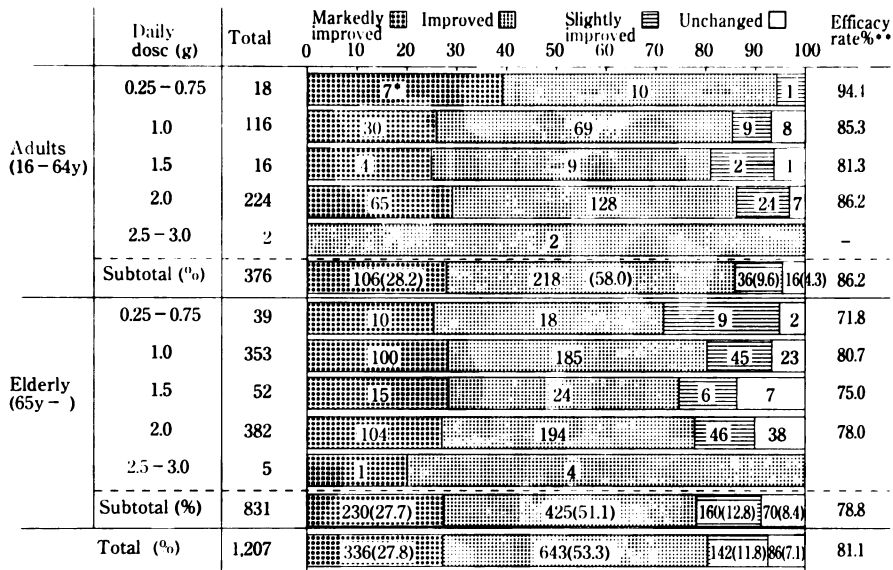 Daily dosc (g) Total Markedly improved Improved Slightly improved Unchanged Efficacy rate%**
0 10 20 30 40 50 60 70 80 90 100
Adults (16-64y)
0.25-0.75 18 7* 10 1 94.4
1.0 116 30 69 9 8 85.3
1.5 16 4 9 2 1 81.3
2.0 224 65 128 24 7 86.2
2.5-3.0 2 2 -
Subtotal (%) 376 106(28.2) 218 (58.0) 36(9.6) 16(4.3) 86.2
Elderly (65y- )
0.25-0.75 39 10 18 9 2 71.8
1.0 353 100 185 45 23 80.7
1.5 52 15 24 6 7 75.0
2.0 382 104 194 46 38 78.0
2.5-3.0 5 1 4
Subtotal (%) 831 230(27.7) 425(51.1) 160(12.8) 70(8.4) 78.8
Total (%) 1,207 336(27.8) 643(53.3) 142(11.8) 86(7.1) 81.1